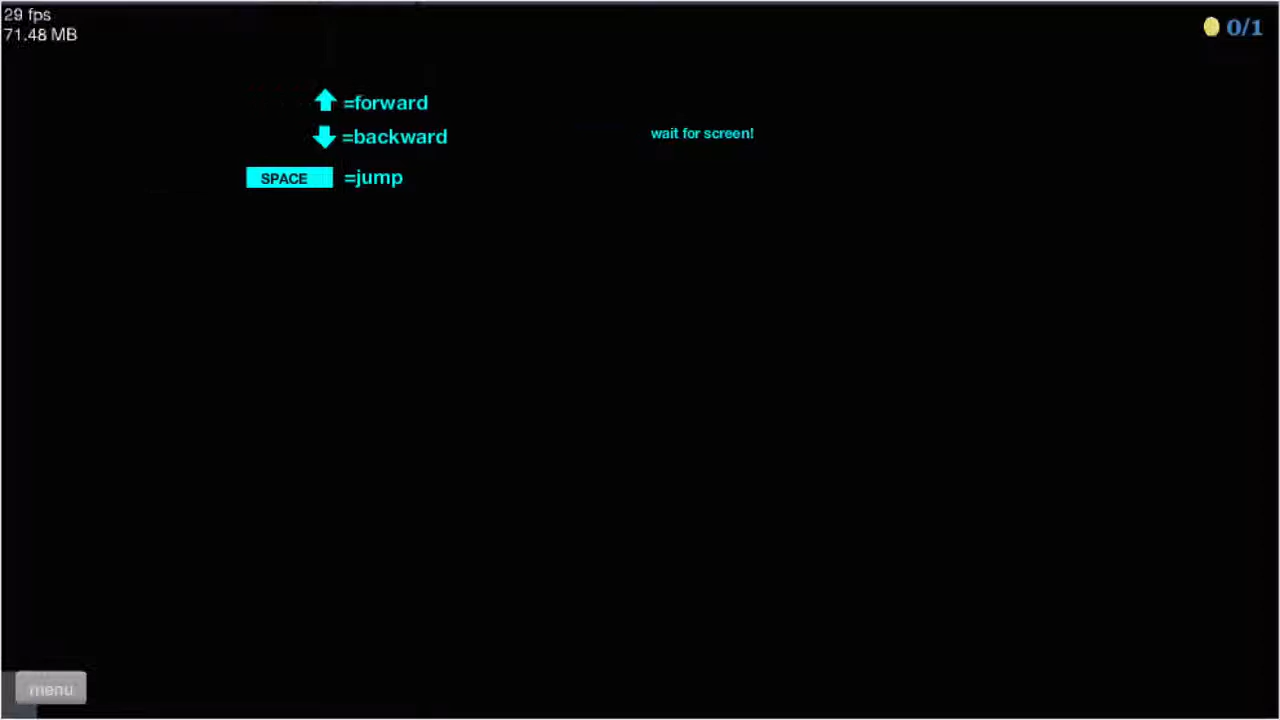 29 fps
71.48 MB
0/1
=forward
=backward
wait for screen!
SPACE =jump
menu